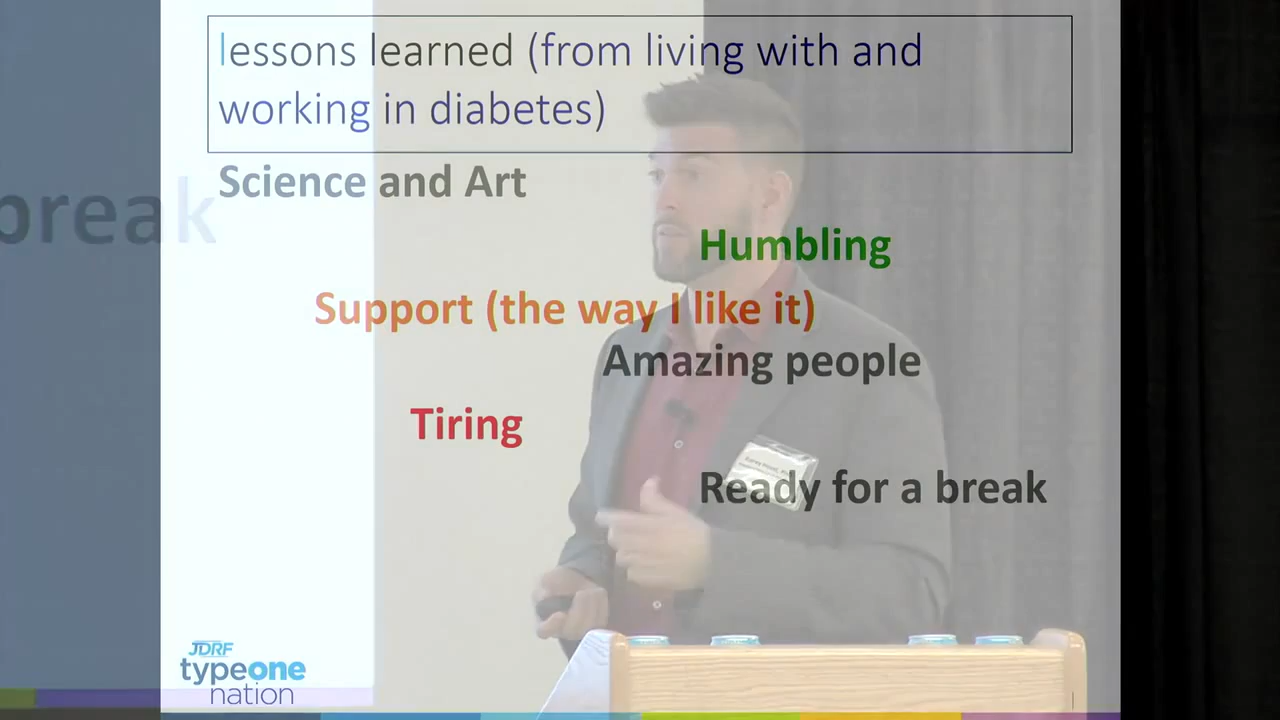 lessons learned (from living with and
working in diabetes)
Science and Art
break
Humbling
Support (the way I like it)
Amazing people
Tiring
Ready for a break
JDRF
typeone
nation